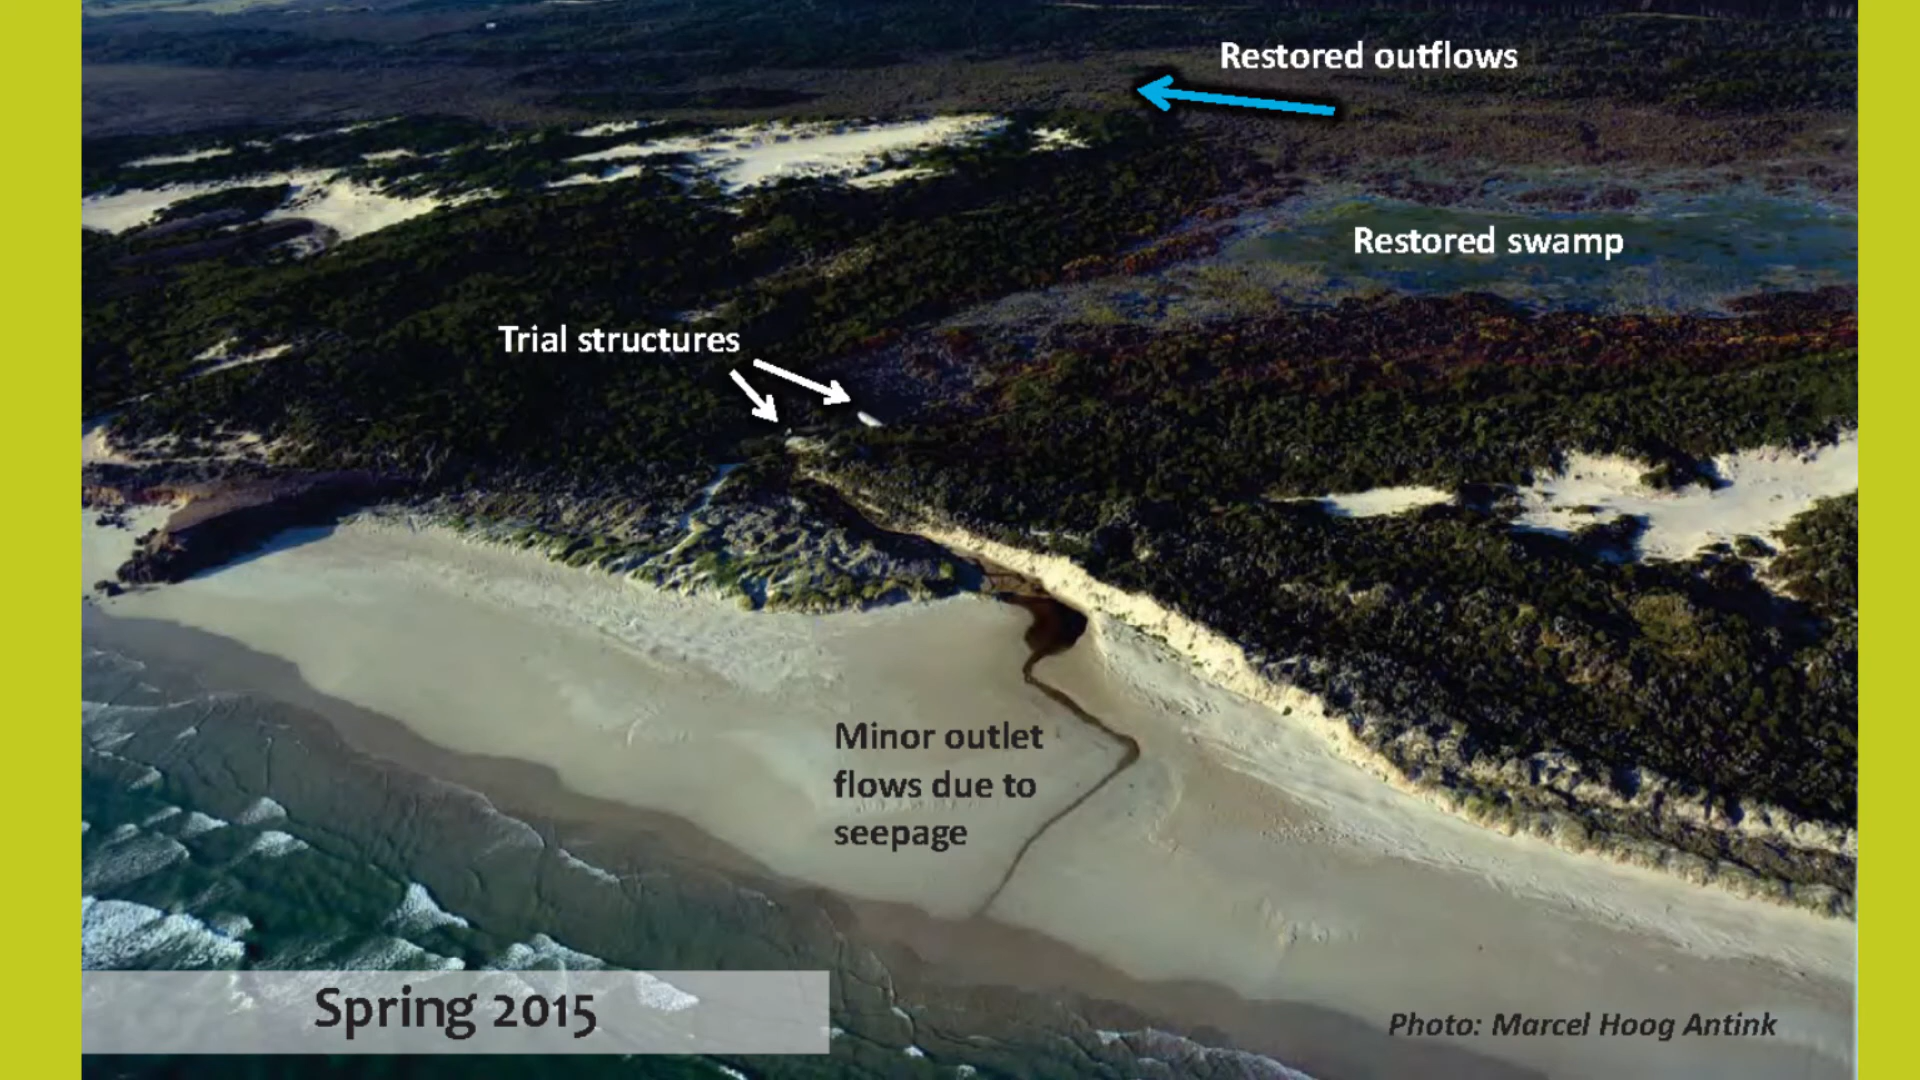 Restored outflows
Restored swamp
Trial structures
Minor outlet
flows due to
seepage
Spring 2015
Photo: Marcel Hoog Antink